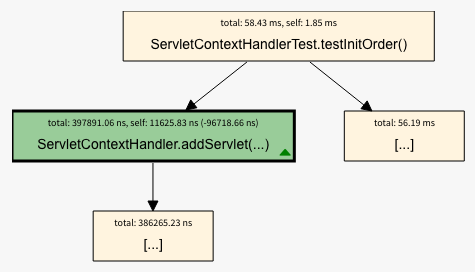 total: 58.43 ms, self: 1.85 ms
ServletContextHandlerTest.testInitOrder()
total: 397891.06 ns, self: 11625.83 ns (-96718.66 ns)
ServletContextHandler.addServlet(...)
total: 56.19 ms
[...]
total: 386265.23 ns
[...]